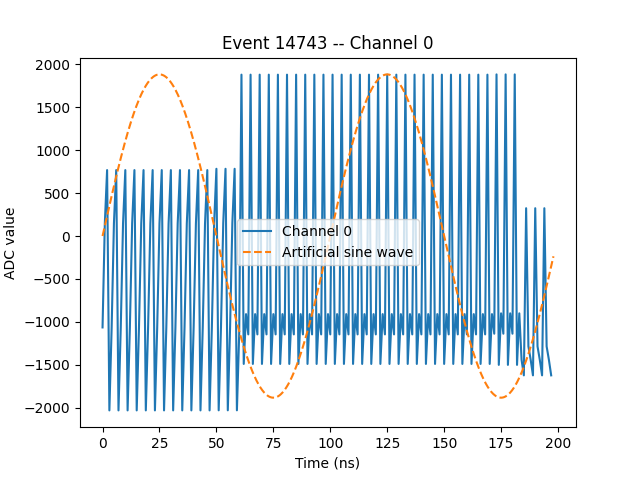 Event 14743 -- Channel 0
ADC value
2000
1500
1000
500
0
−500
−1000
−1500
−2000
Channel 0
Artificial sine wave
0 25 50 75 100 125 150 175 200
Time (ns)